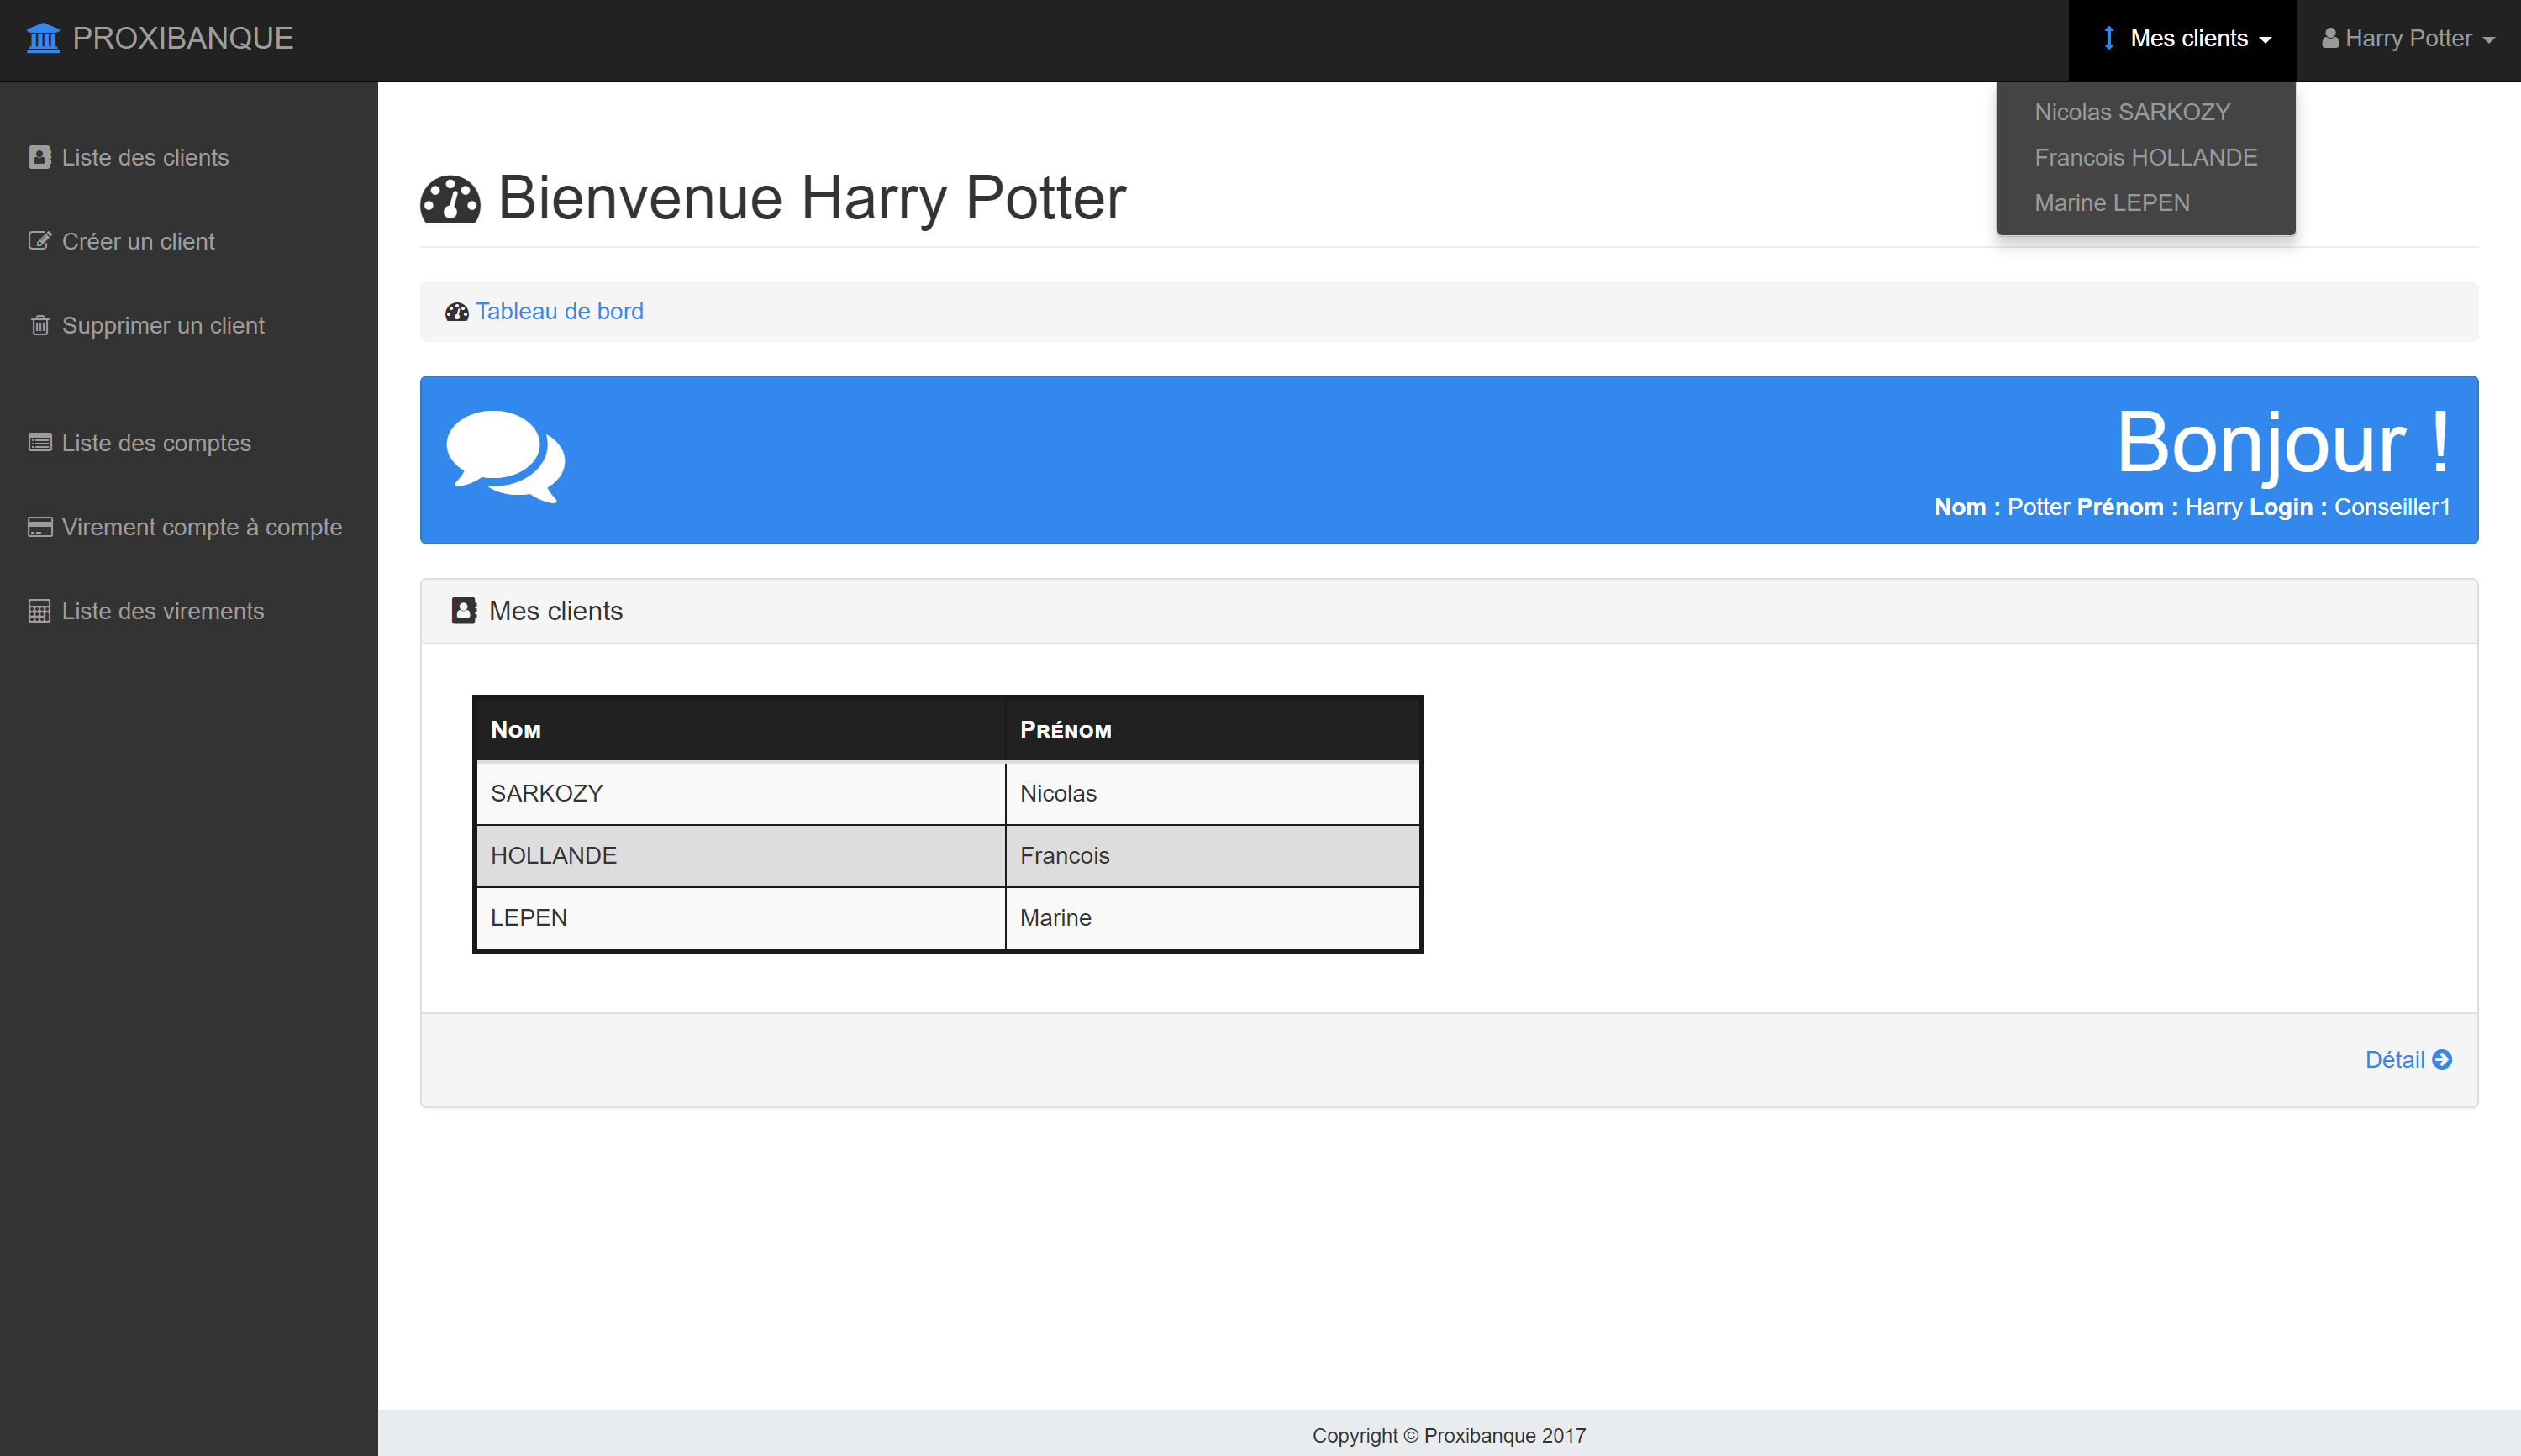 PROXIBANQUE
Mes clients
Harry Potter
Nicolas SARKOZY
Francois HOLLANDE
Marine LEPEN
Liste des clients
Créer un client
Supprimer un client
Liste des comptes
Virement compte à compte
Liste des virements
Bienvenue Harry Potter
Tableau de bord
Bonjour !
Nom : Potter Prénom : Harry Login : Conseiller1
Mes clients
Nom Prénom
SARKOZY Nicolas
HOLLANDE Francois
LEPEN Marine
Détail
Copyright © Proxibanque 2017